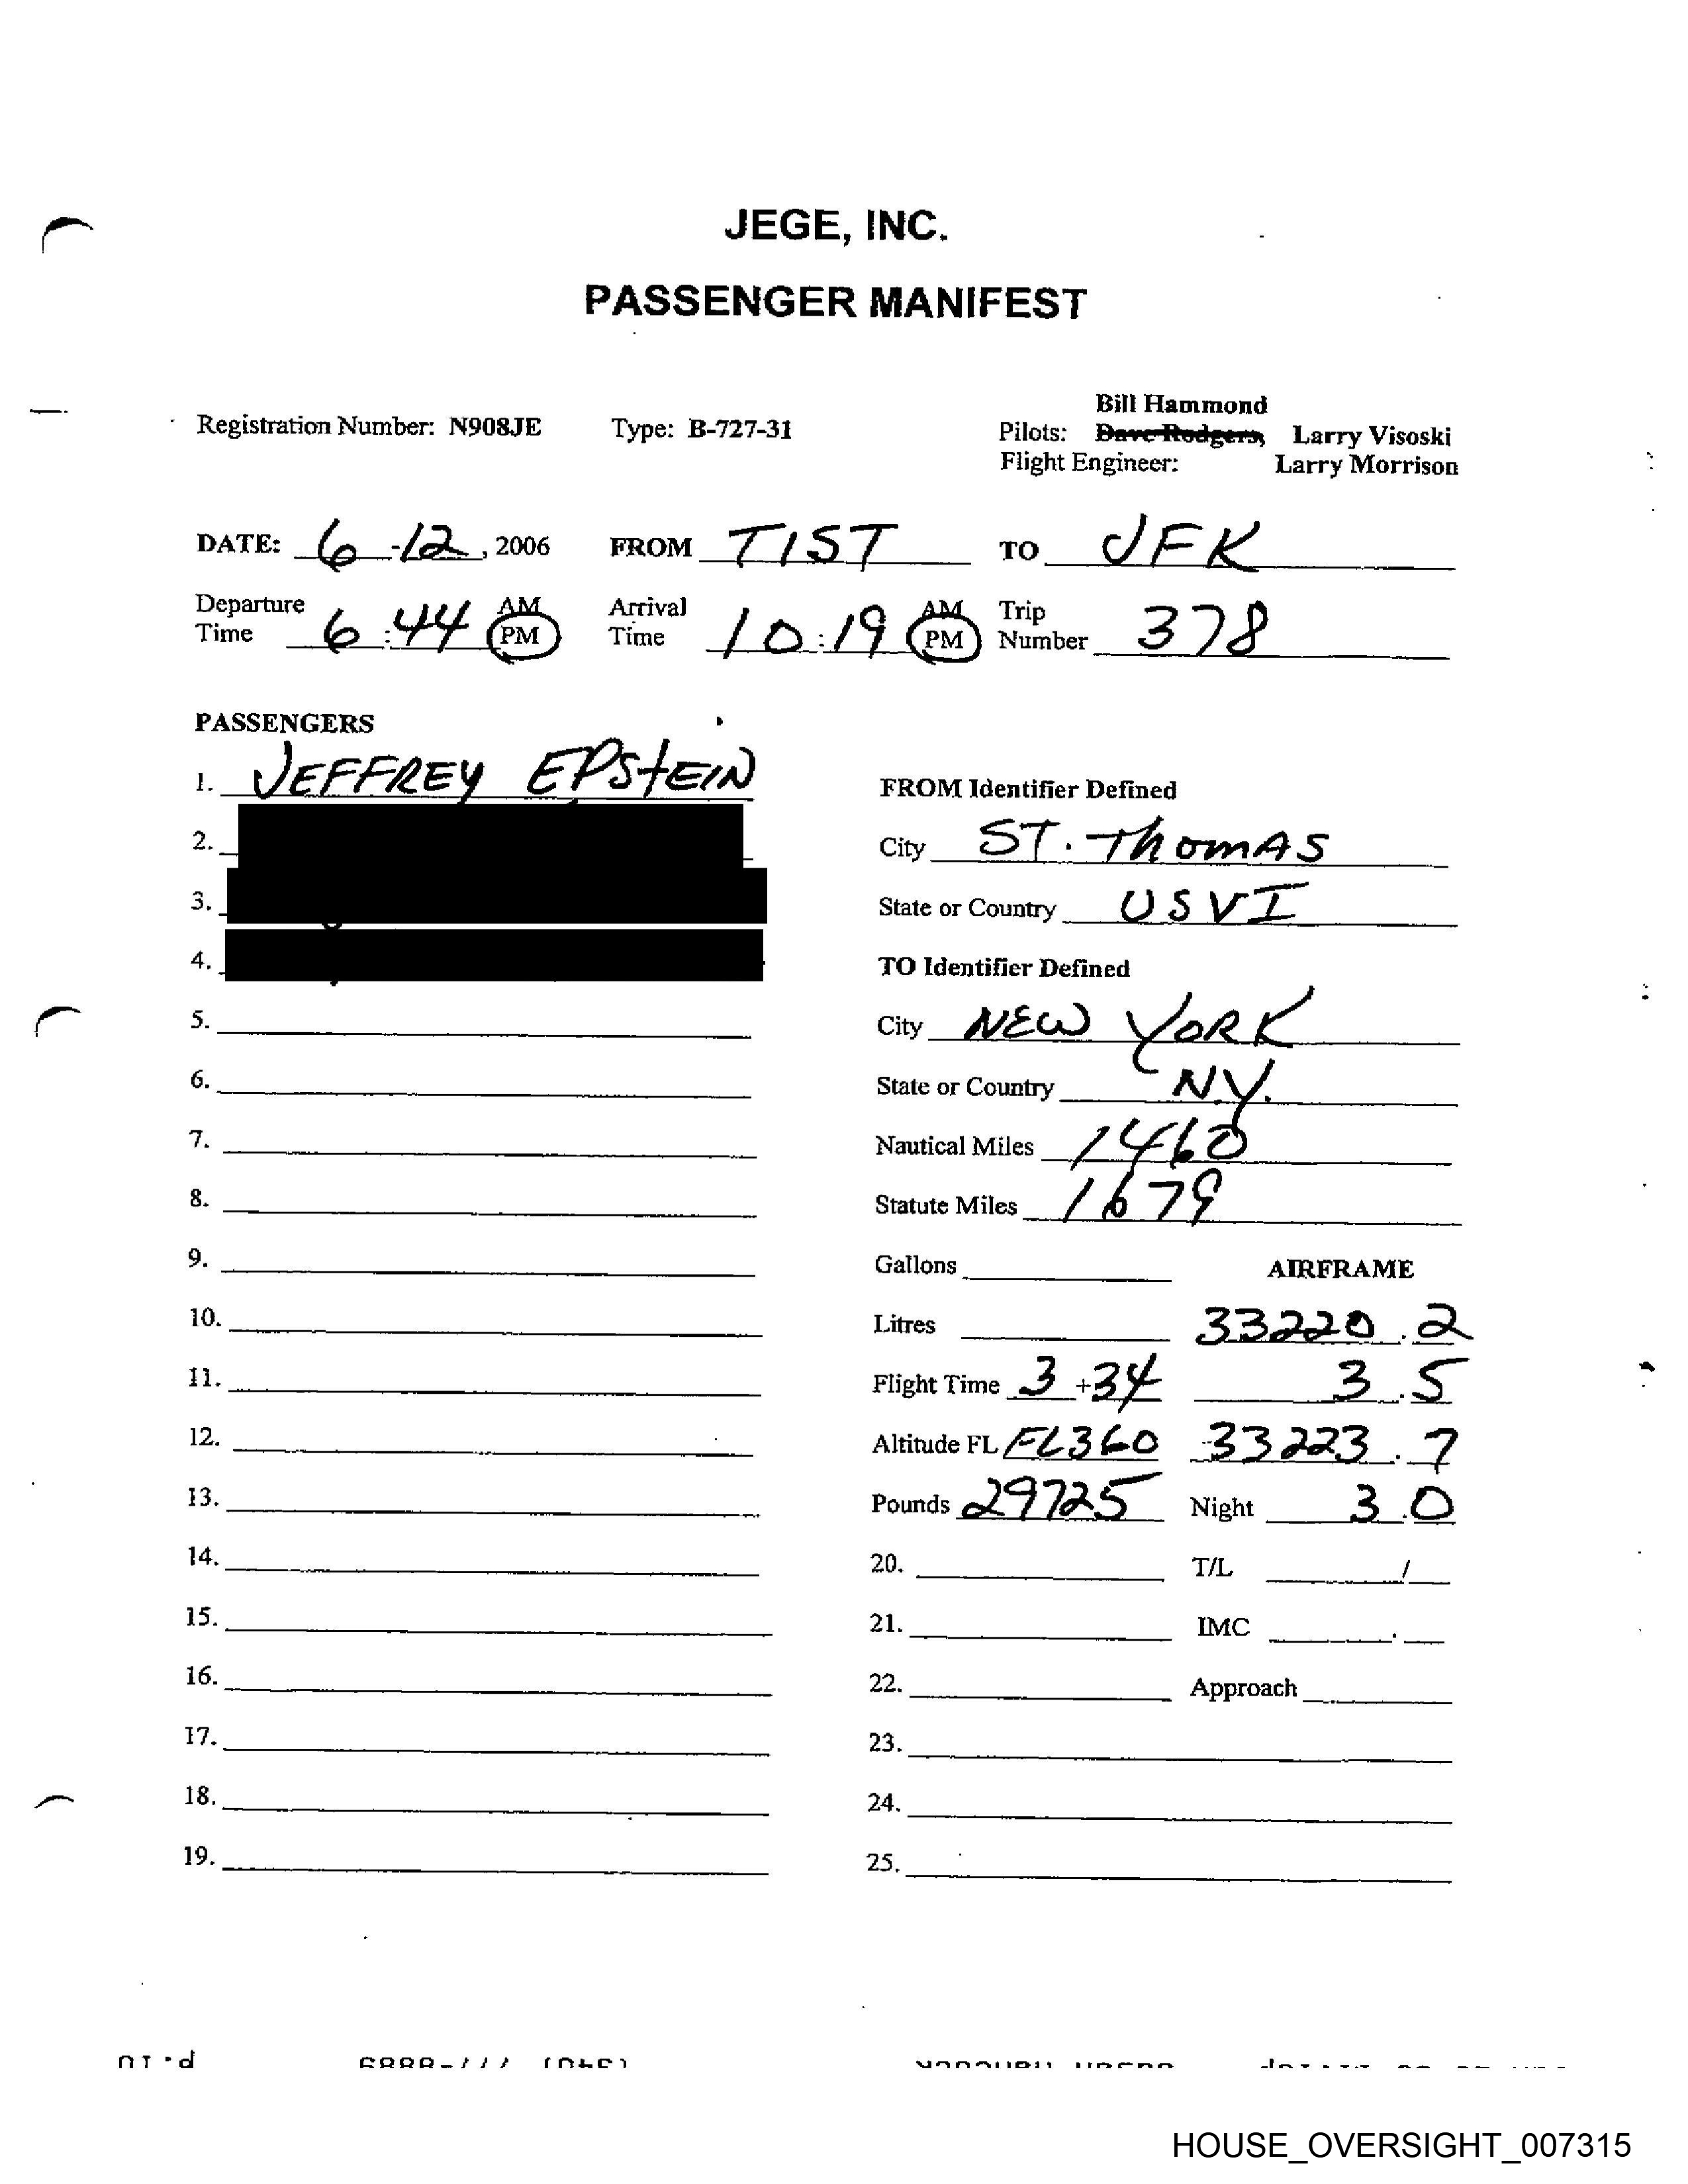 JEGE, INC.
PASSENGER MANIFEST
Registration Number: N908JE Type: B-727-31 Pilots: Bill Hammond
Dave Rodgers, Larry Visoski
Flight Engineer: Larry Morrison
DATE: 6-12, 2006 FROM TIST TO JFK
Departure Time 6:44 AM PM Arrival Time 10:19 AM PM Trip Number 378
PASSENGERS
1. JEFFREY EPStEIN
2.
3.
4.
5.
6.
7.
8.
9.
10.
11.
12.
13.
14.
15.
16.
17.
18.
19.
FROM Identifier Defined
City ST. ThomAS
State or Country USVI
TO Identifier Defined
City NEW YORK
State or Country N.Y.
Nautical Miles 1460
Statute Miles 1679
Gallons AIRFRAME
Litres 33220.2
Flight Time 3+34 3.5
Altitude FL FL360 33223.7
Pounds 29725 Night 3.0
20. T/L /
21. IMC .
22. Approach
23.
24.
25.
HOUSE_OVERSIGHT_007315